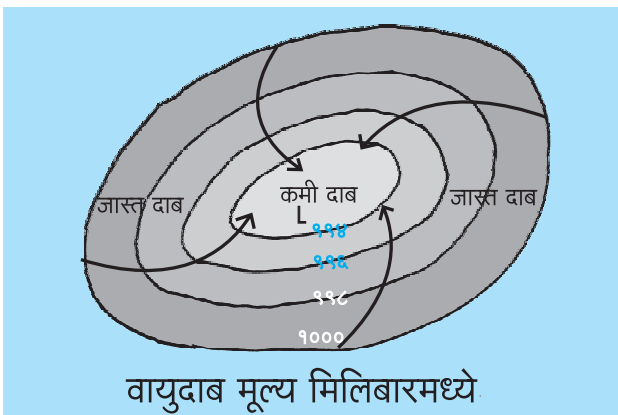 कमी दाब
जास्त दाब
जास्त दाब
L
९९४
९९६
९९८
१०००
वायुदाब मूल्य मिलिबारमध्ये